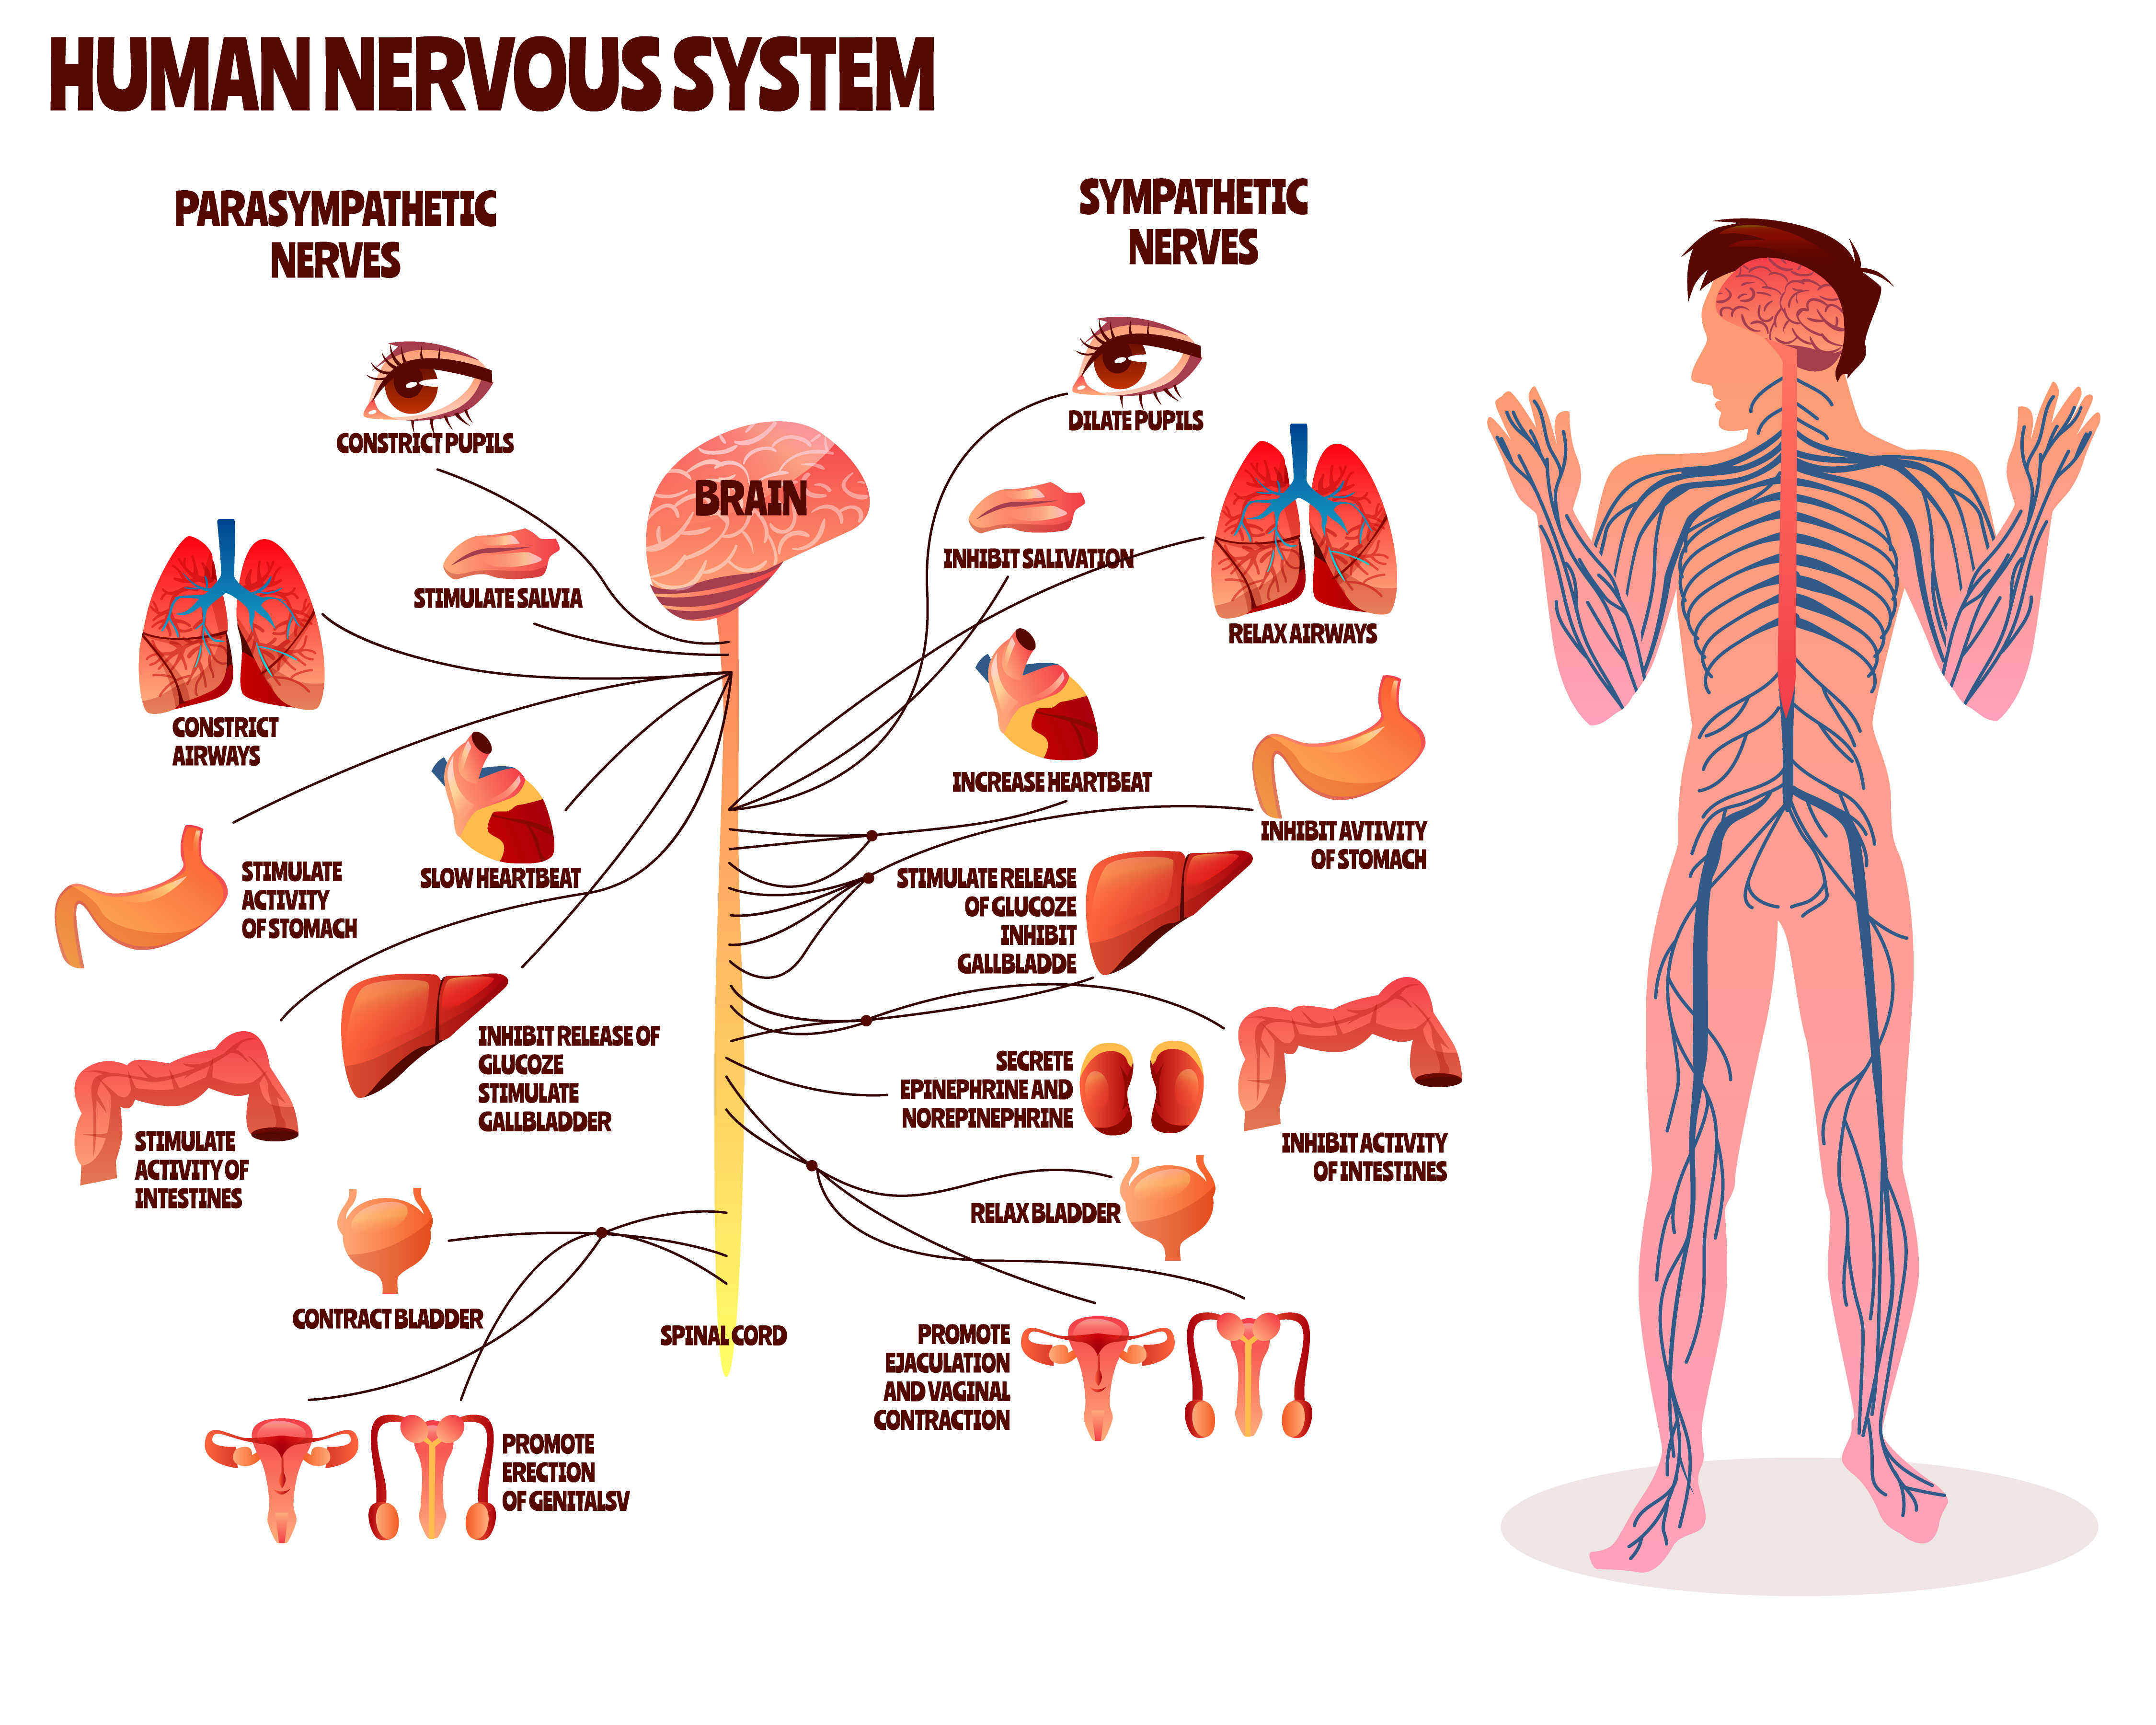 HUMAN NERVOUS SYSTEM
PARASYMPATHETIC
NERVES
CONSTRICT PUPILS
STIMULATE SALVIA
CONSTRICT
AIRWAYS
SLOW HEARTBEAT
STIMULATE
ACTIVITY
OF STOMACH
INHIBIT RELEASE OF
GLUCOZE
STIMULATE
GALLBLADDER
STIMULATE
ACTIVITY OF
INTESTINES
CONTRACT BLADDER
PROMOTE
ERECTION
OF GENITALSV
BRAIN
SPINAL CORD
SYMPATHETIC
NERVES
DILATE PUPILS
INHIBIT SALIVATION
RELAX AIRWAYS
INCREASE HEARTBEAT
INHIBIT AVTIVITY
OF STOMACH
STIMULATE RELEASE
OF GLUCOZE
INHIBIT
GALLBLADDE
SECRETE
EPINEPHRINE AND
NOREPINEPHRINE
INHIBIT ACTIVITY
OF INTESTINES
RELAX BLADDER
PROMOTE
EJACULATION
AND VAGINAL
CONTRACTION